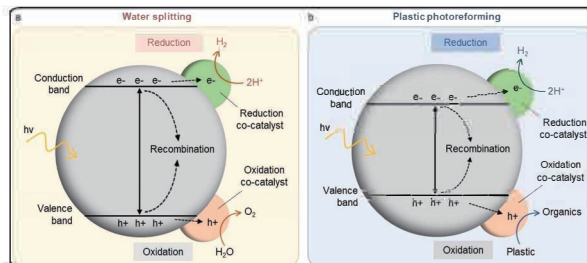 a
Water splitting
Reduction
H₂
2H⁺
Conduction
band
e- e- e-
e-
Reduction
co-catalyst
hv
Recombination
Oxidation
co-catalyst
Valence
band
h+ h+ h+
h+
O₂
H₂O
Oxidation
b
Plastic photoreforming
Reduction
H₂
2H⁺
Conduction
band
e- e- e-
e-
Reduction
co-catalyst
hv
Recombination
Oxidation
co-catalyst
Valence
band
h+ h+ h+
h+
Organics
Plastic
Oxidation